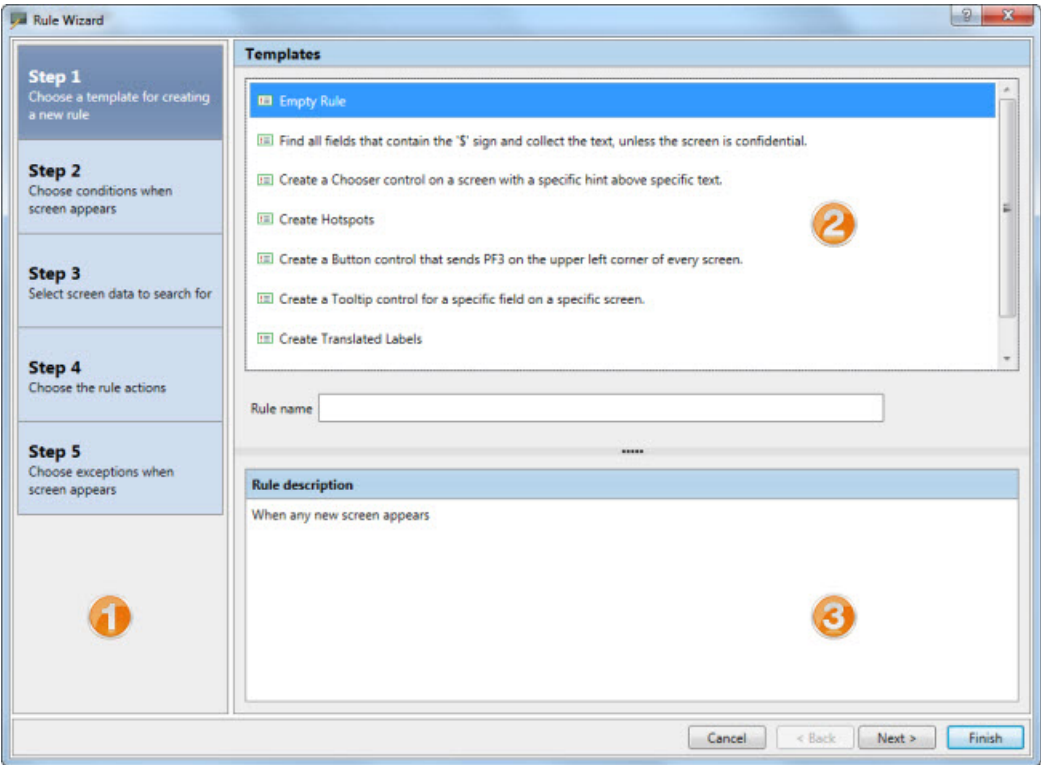 Rule Wizard
Step 1
Choose a template for creating
a new rule
Step 2
Choose conditions when
screen appears
Step 3
Select screen data to search for
Step 4
Choose the rule actions
Step 5
Choose exceptions when
screen appears
1
Templates
Empty Rule
Find all fields that contain the '$' sign and collect the text, unless the screen is confidential.
Create a Chooser control on a screen with a specific hint above specific text.
Create Hotspots
Create a Button control that sends PF3 on the upper left corner of every screen.
Create a Tooltip control for a specific field on a specific screen.
Create Translated Labels
2
Rule name
Rule description
When any new screen appears
3
Cancel
< Back
Next >
Finish